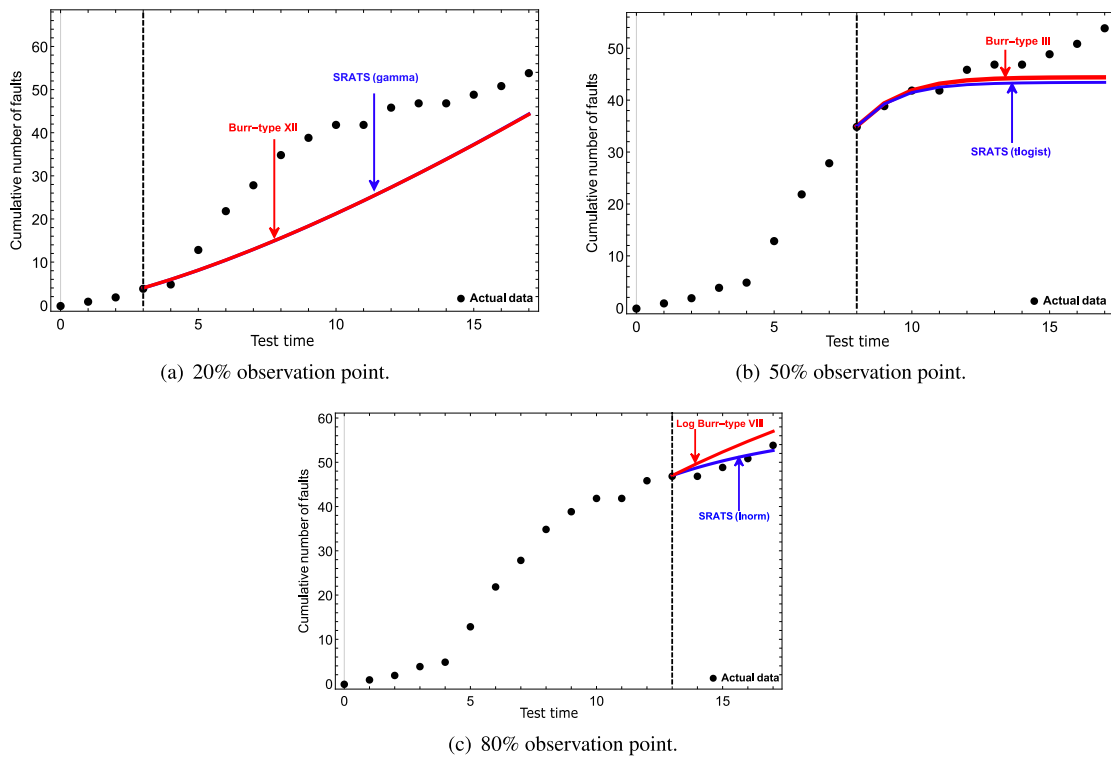 Cumulative number of faults
60
50
40
30
20
10
0
SRATS (gamma)
Burr-type XII
Actual data
0 5 10 15
Test time
(a) 20% observation point.
Cumulative number of faults
50
40
30
20
10
0
Burr-type III
SRATS (tlogist)
Actual data
0 5 10 15
Test time
(b) 50% observation point.
Cumulative number of faults
60
50
40
30
20
10
0
Log Burr-type VIII
SRATS (lnorm)
Actual data
0 5 10 15
Test time
(c) 80% observation point.